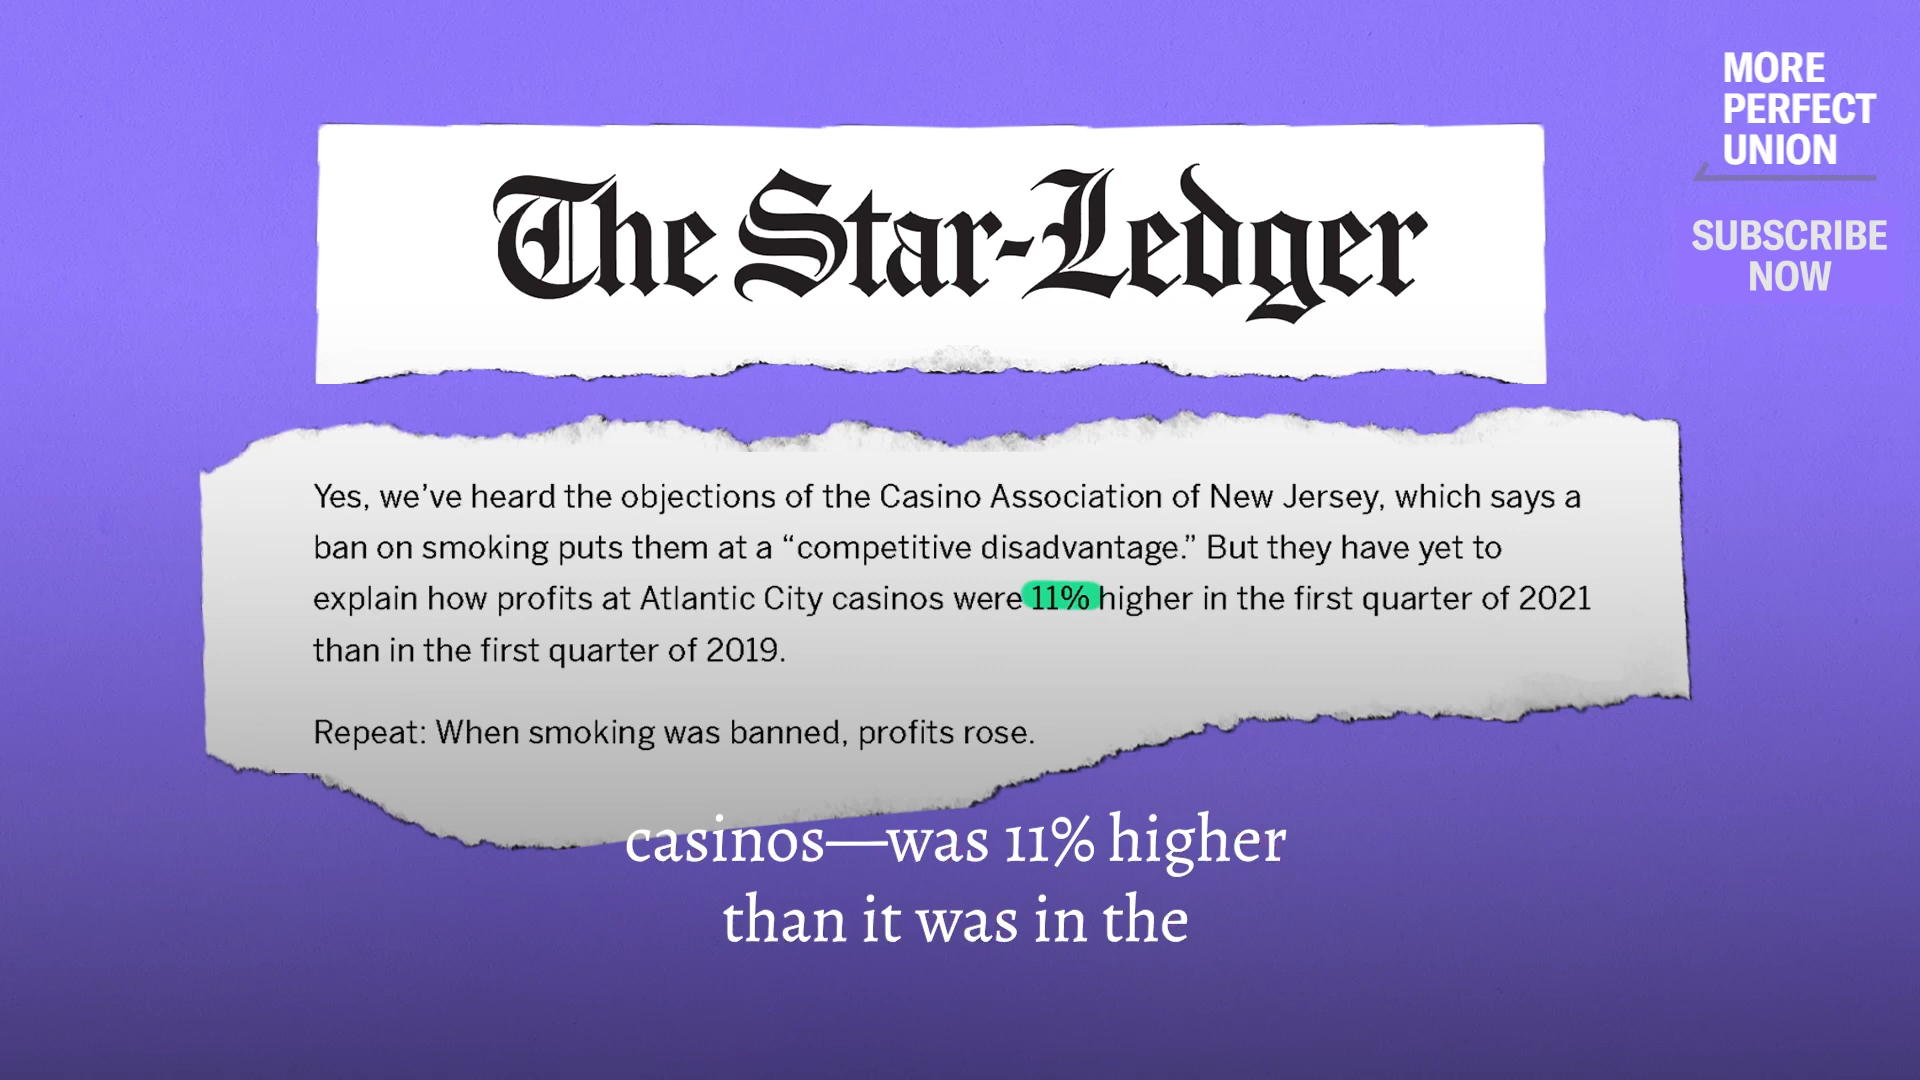 MORE
PERFECT
UNION
SUBSCRIBE
NOW
The Star-Ledger
Yes, we’ve heard the objections of the Casino Association of New Jersey, which says a
ban on smoking puts them at a “competitive disadvantage.” But they have yet to
explain how profits at Atlantic City casinos were 11% higher in the first quarter of 2021
than in the first quarter of 2019.
Repeat: When smoking was banned, profits rose.
casinos—was 11% higher
than it was in the